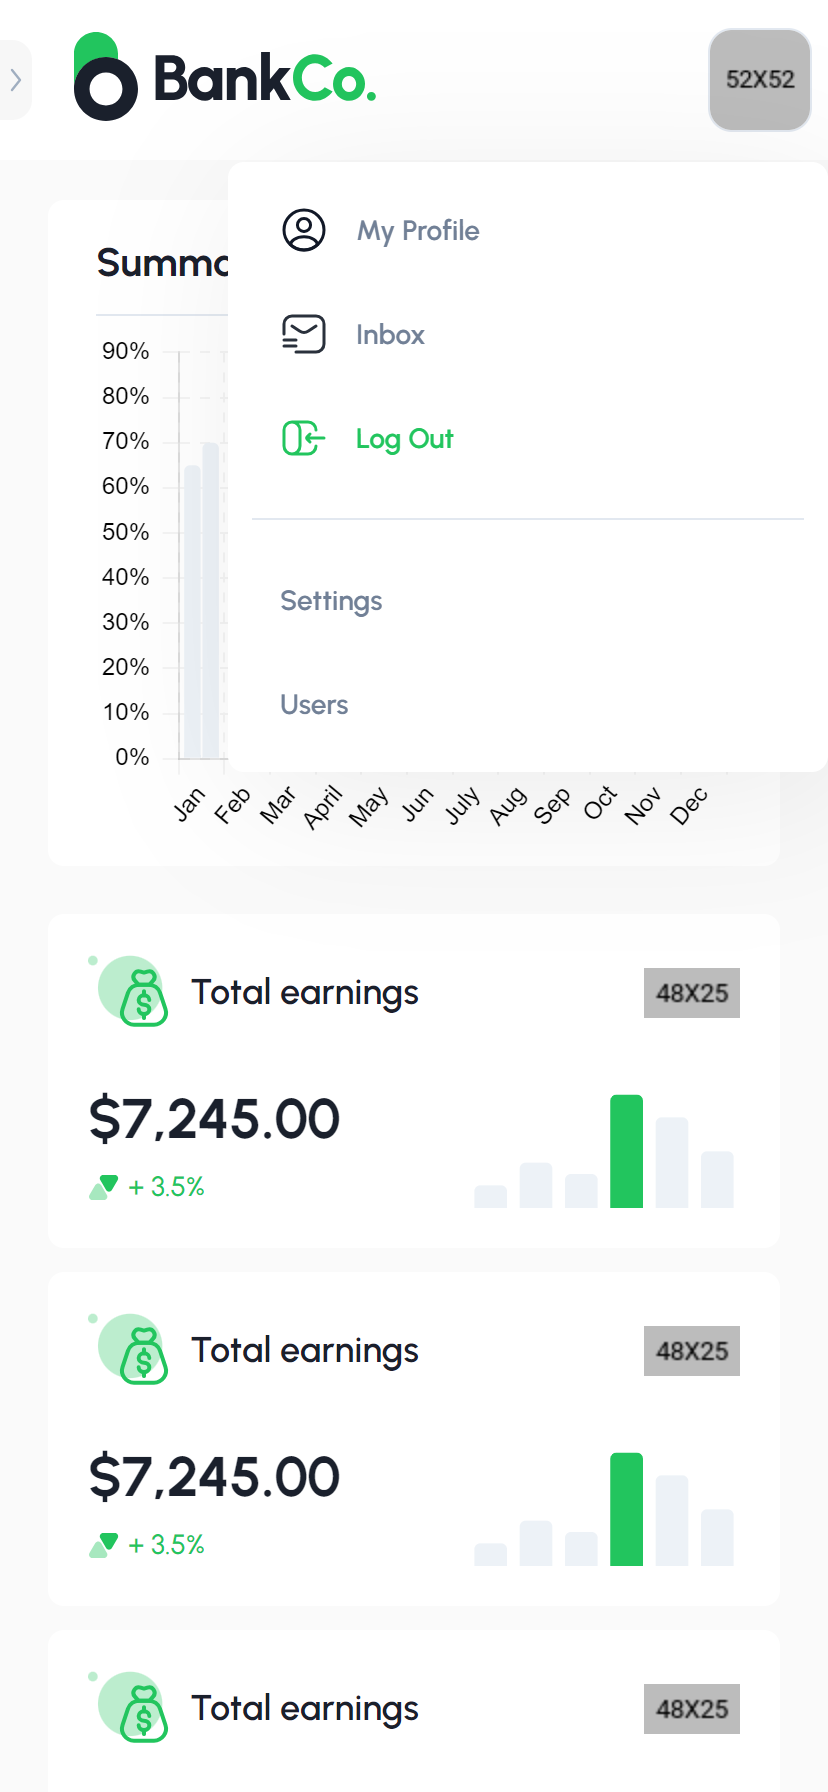 BankCo.
52X52
My Profile
Inbox
Log Out
Settings
Users
90%
80%
70%
60%
50%
40%
30%
20%
10%
0%
Jan Feb Mar April May Jun July Aug Sep Oct Nov Dec
Total earnings 48X25
$7,245.00
+ 3.5%
Total earnings 48X25
$7,245.00
+ 3.5%
Total earnings 48X25